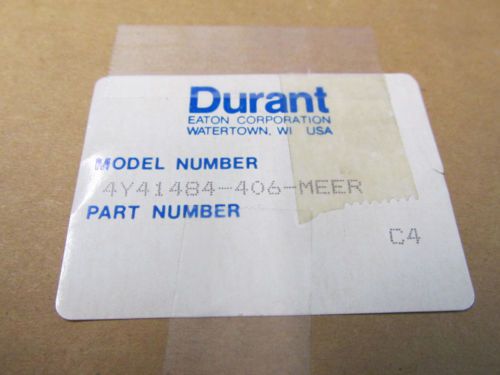 Durant
EATON CORPORATION
WATERTOWN, WI USA
MODEL NUMBER
4Y41484-406-MEER
PART NUMBER
C4